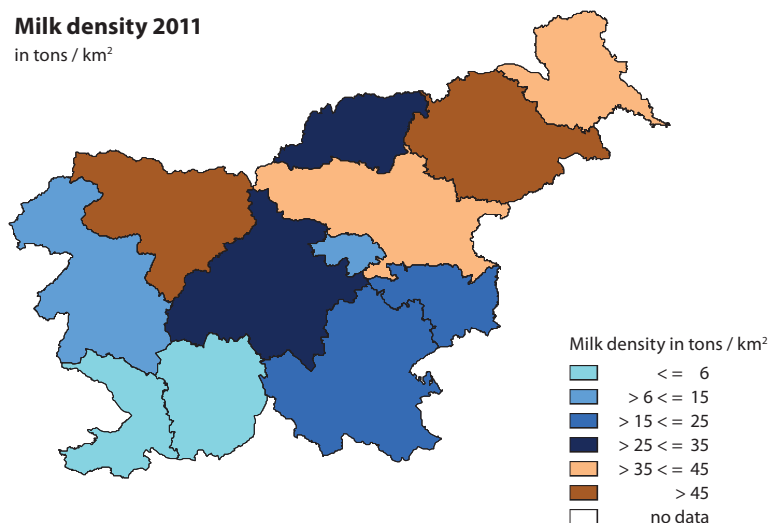 Milk density 2011
in tons / km²
Milk density in tons / km²
< = 6
> 6 < = 15
> 15 < = 25
> 25 < = 35
> 35 < = 45
> 45
no data